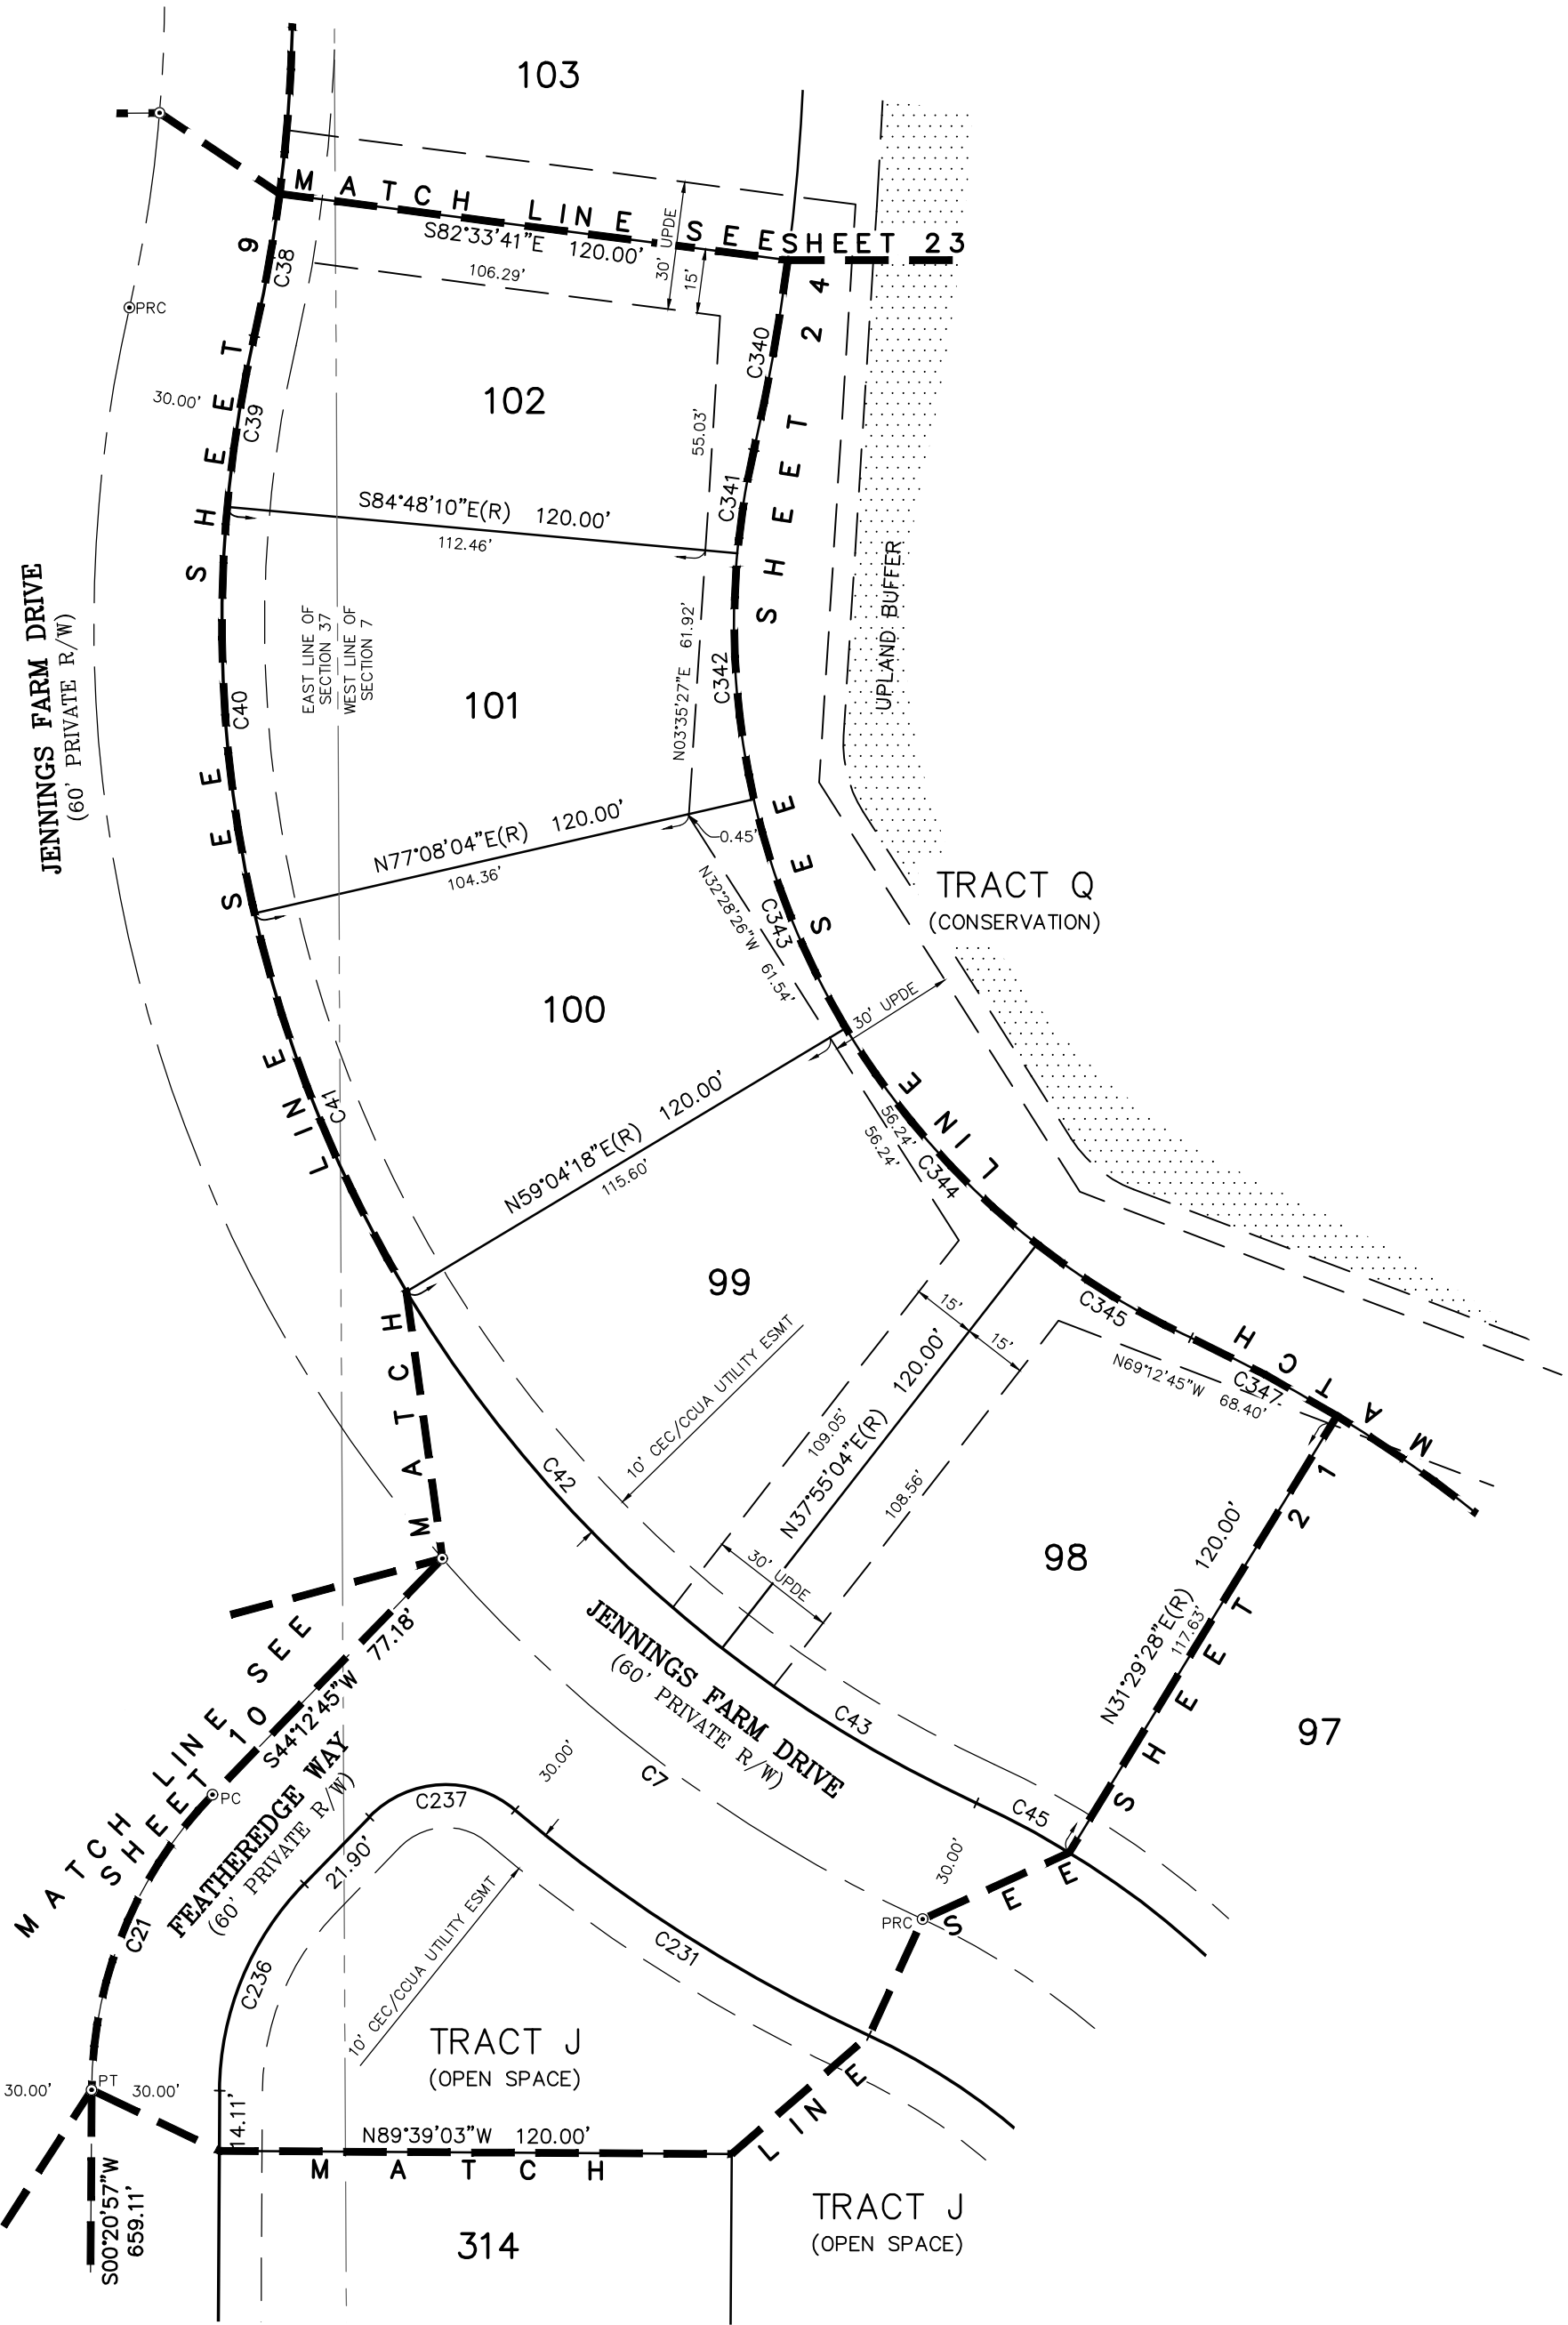 103
MATCH LINE SEE SHEET 23
S82°33'41"E 120.00'
30' UPDE
15'
106.29'
9
C38
PRC
30.00'
C39
102
C340
24
55.03'
C341
S84°48'10"E(R) 120.00'
112.46'
JENNINGS FARM DRIVE
(60' PRIVATE R/W)
MATCH LINE SEE SHEET
EAST LINE OF
SECTION 37
WEST LINE OF
SECTION 7
C40
101
N03°35'27"E 61.92'
C342
MATCH LINE SEE SHEET
UPLAND BUFFER
N77°08'04"E(R) 120.00'
104.36'
0.45'
TRACT Q
(CONSERVATION)
N32°28'26"W 61.54'
C343
100
30' UPDE
C41
N59°04'18"E(R) 120.00'
115.60'
56.24'
56.24'
C344
99
15'
15'
C345
N69°12'45"W 68.40'
C347
10' CEC/CCUA UTILITY ESMT
109.05'
N37°55'04"E(R) 120.00'
108.56'
C42
30' UPDE
98
N31°29'28"E(R) 120.00'
117.63'
MATCH LINE SEE SHEET 21
97
MATCH LINE SEE
SHEET 10
S44°12'45"W 77.18'
JENNINGS FARM DRIVE
(60' PRIVATE R/W)
C43
C7
C45
30.00'
30.00'
PRC
PC
FEATHEREDGE WAY
(60' PRIVATE R/W)
C237
21.90'
C21
C236
10' CEC/CCUA UTILITY ESMT
C231
TRACT J
(OPEN SPACE)
30.00'
PT
30.00'
14.11'
N89°39'03"W 120.00'
S00°20'57"W
659.11'
314
TRACT J
(OPEN SPACE)